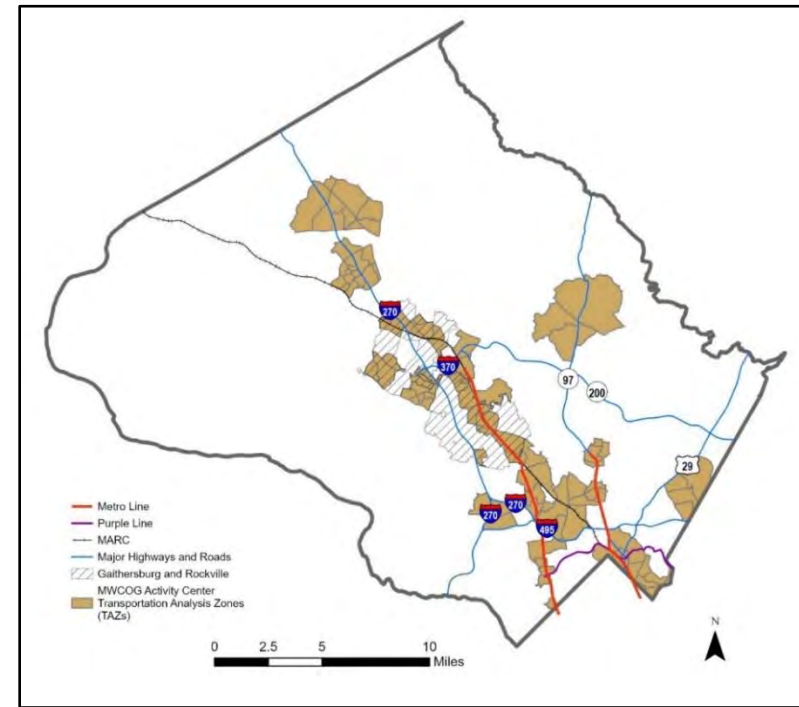 270
370
97
200
29
270
270
495
Metro Line
Purple Line
MARC
Major Highways and Roads
Gaithersburg and Rockville
MWCOG Activity Center
Transportation Analysis Zones
(TAZs)
N
0 2.5 5 10
Miles